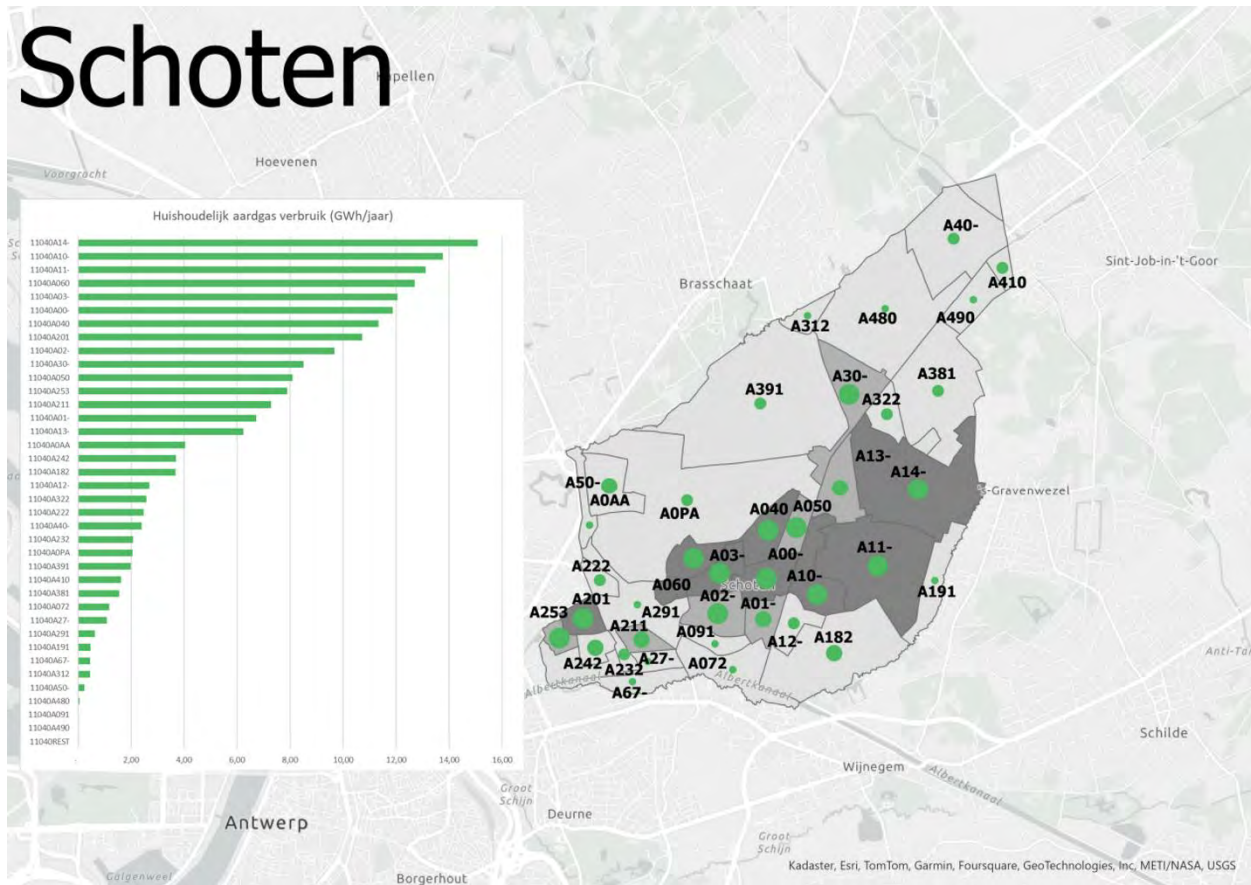 Schoten
Kapellen
Hoevenen
Voorgracht
Huishoudelijk aardgas verbruik (GWh/jaar)
11040A14-
11040A10-
11040A11-
11040A060
11040A03-
11040A00-
11040A040
11040A201
11040A02-
11040A30-
11040A050
11040A253
11040A211
11040A01-
11040A13-
11040A0AA
11040A242
11040A182
11040A12-
11040A322
11040A222
11040A40-
11040A232
11040A0PA
11040A391
11040A410
11040A381
11040A072
11040A27-
11040A291
11040A191
11040A67-
11040A312
11040A50-
11040A480
11040A091
11040A490
11040REST
- 2,00 4,00 6,00 8,00 10,00 12,00 14,00 16,00
A40-
Sint-Job-in-'t-Goor
A410
Brasschaat
A312
A480
A490
A30-
A381
A391
A322
A13-
A14-
A50-
A0AA
's-Gravenwezel
A0PA
A040
A050
A03-
A00-
A11-
A222
A060
Schoten
A10-
A191
A201
A02-
A01-
A253
A291
A211
A091
A12-
A182
A242
A232
A27-
A072
Albertkanaal
A67-
Albertkanaal
Schilde
Wijnegem
Albertkanaal
Groot
Schijn
Deurne
Antwerp
Groot
Schijn
Galgenweel
Borgerhout
Kadaster, Esri, TomTom, Garmin, Foursquare, GeoTechnologies, Inc, METI/NASA, USGS